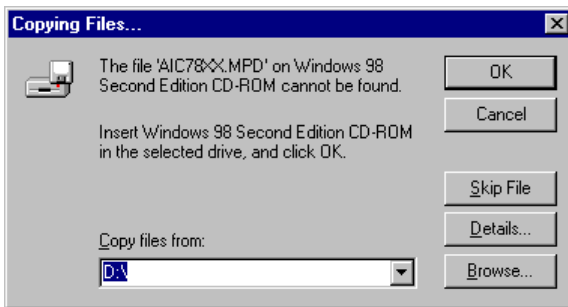 Copying Files...
The file 'AIC78XX.MPD' on Windows 98
Second Edition CD-ROM cannot be found.
Insert Windows 98 Second Edition CD-ROM
in the selected drive, and click OK.
Copy files from:
D:\
OK
Cancel
Skip File
Details...
Browse...